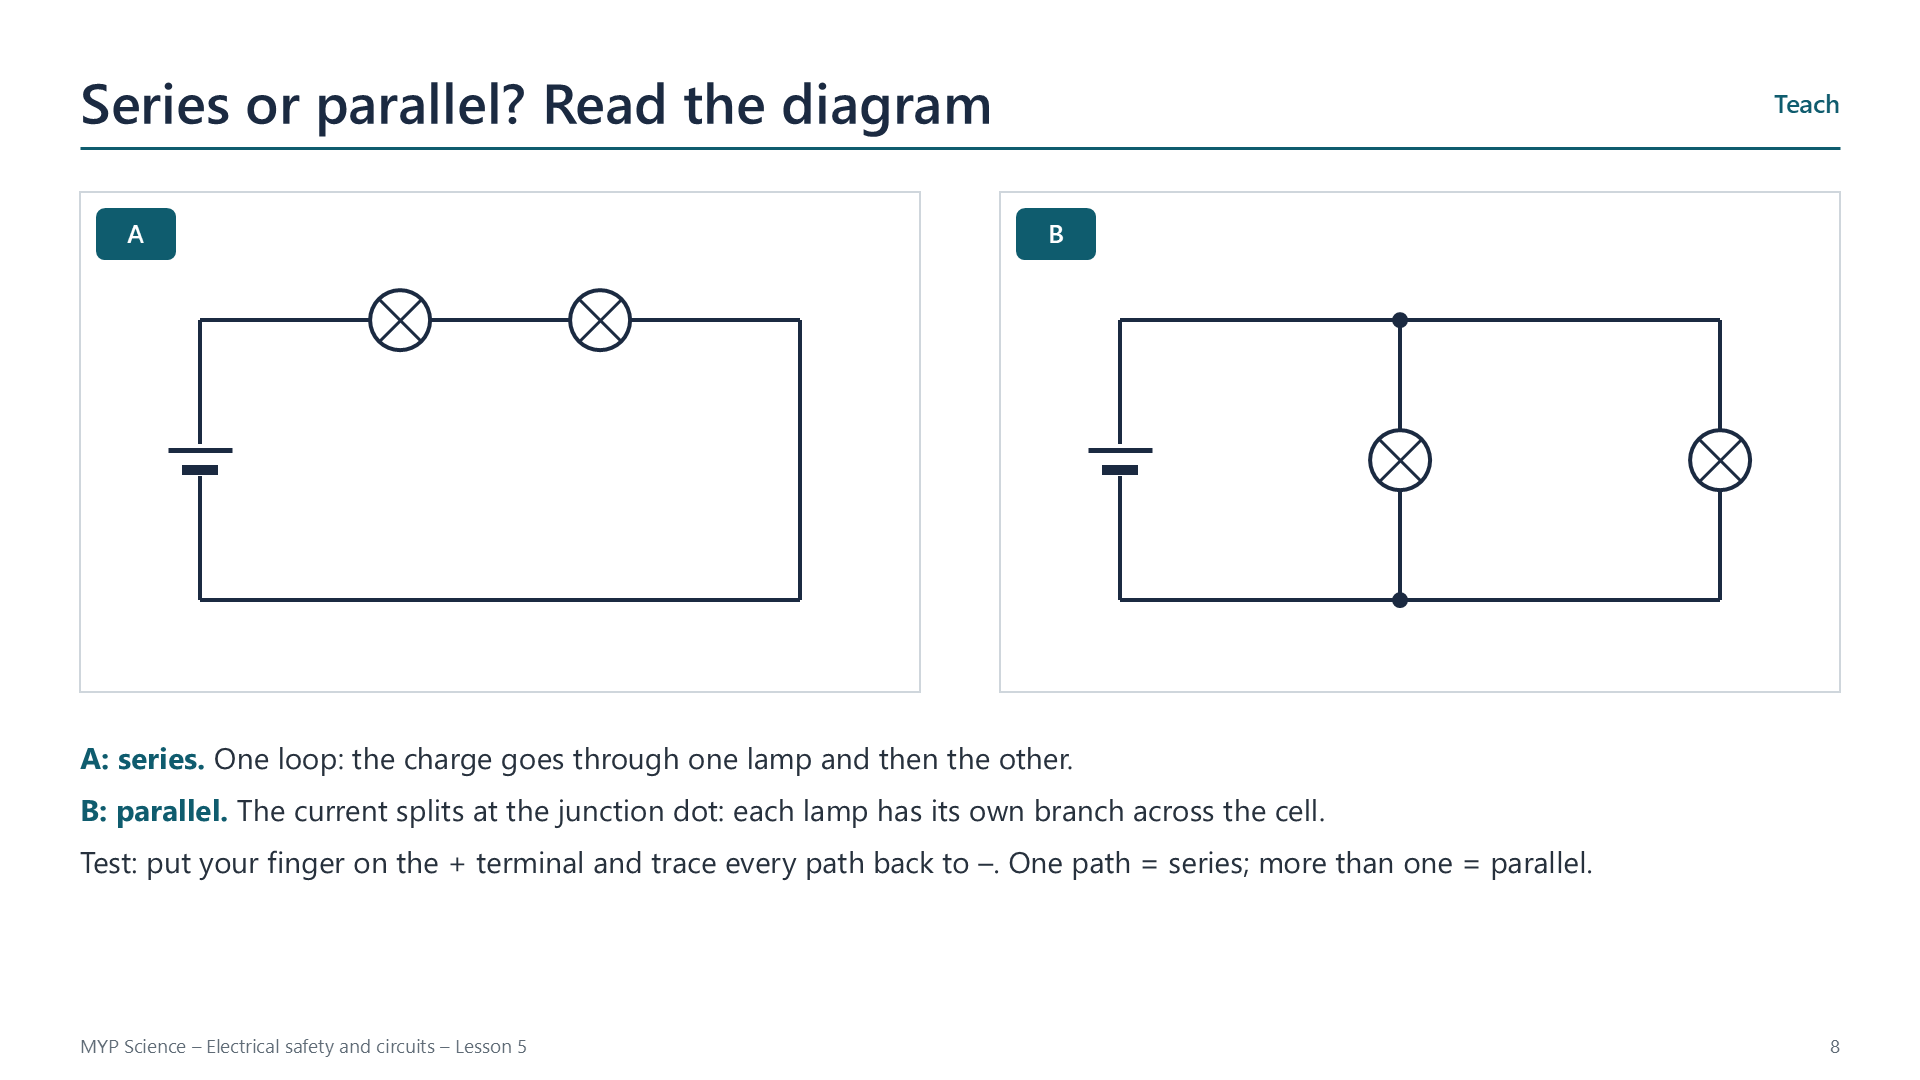 Series or parallel? Read the diagram
Teach
A
B
A: series. One loop: the charge goes through one lamp and then the other.
B: parallel. The current splits at the junction dot: each lamp has its own branch across the cell.
Test: put your finger on the + terminal and trace every path back to –. One path = series; more than one = parallel.
MYP Science – Electrical safety and circuits – Lesson 5
8